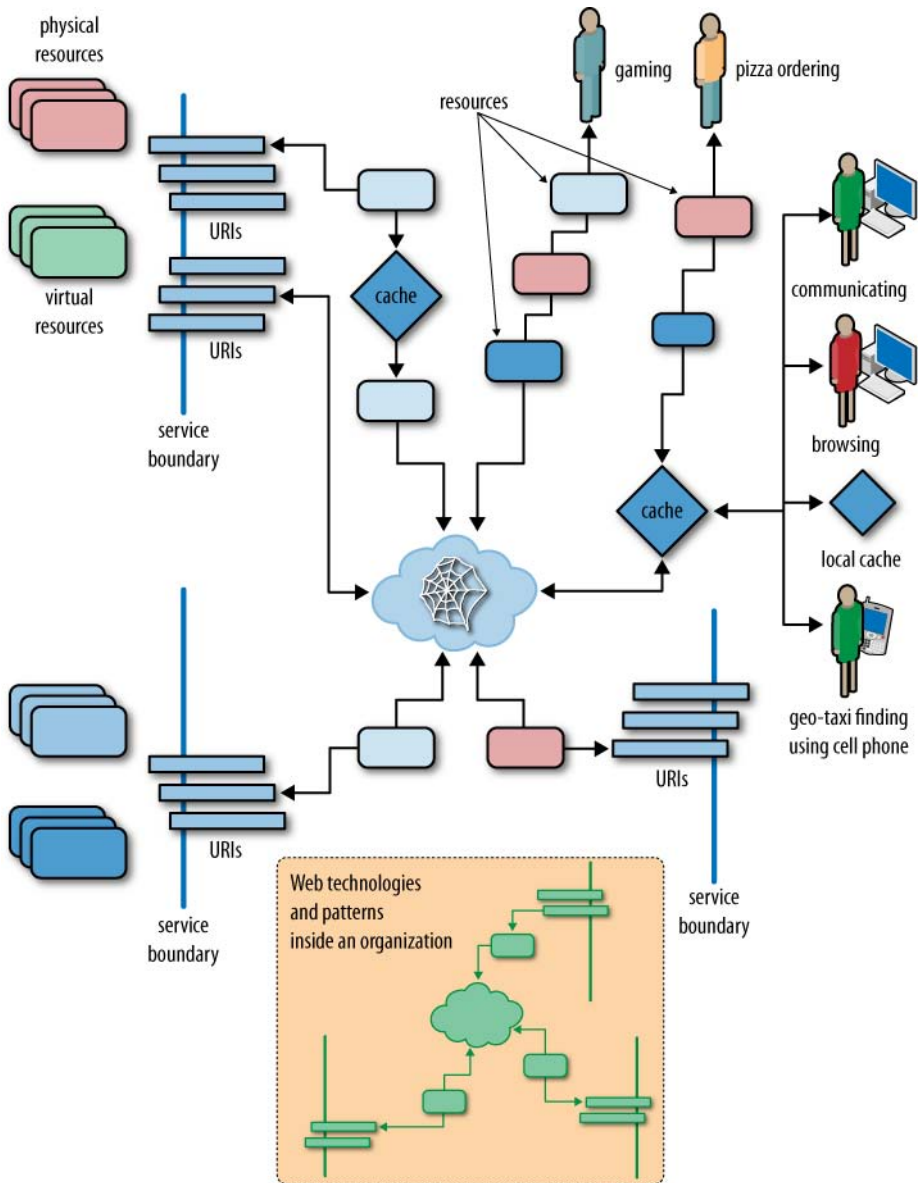 physical
resources
gaming
pizza ordering
resources
URIs
virtual
resources
cache
communicating
URIs
service
boundary
browsing
cache
local cache
geo-taxi finding
using cell phone
URIs
URIs
service
boundary
service
boundary
Web technologies
and patterns
inside an organization